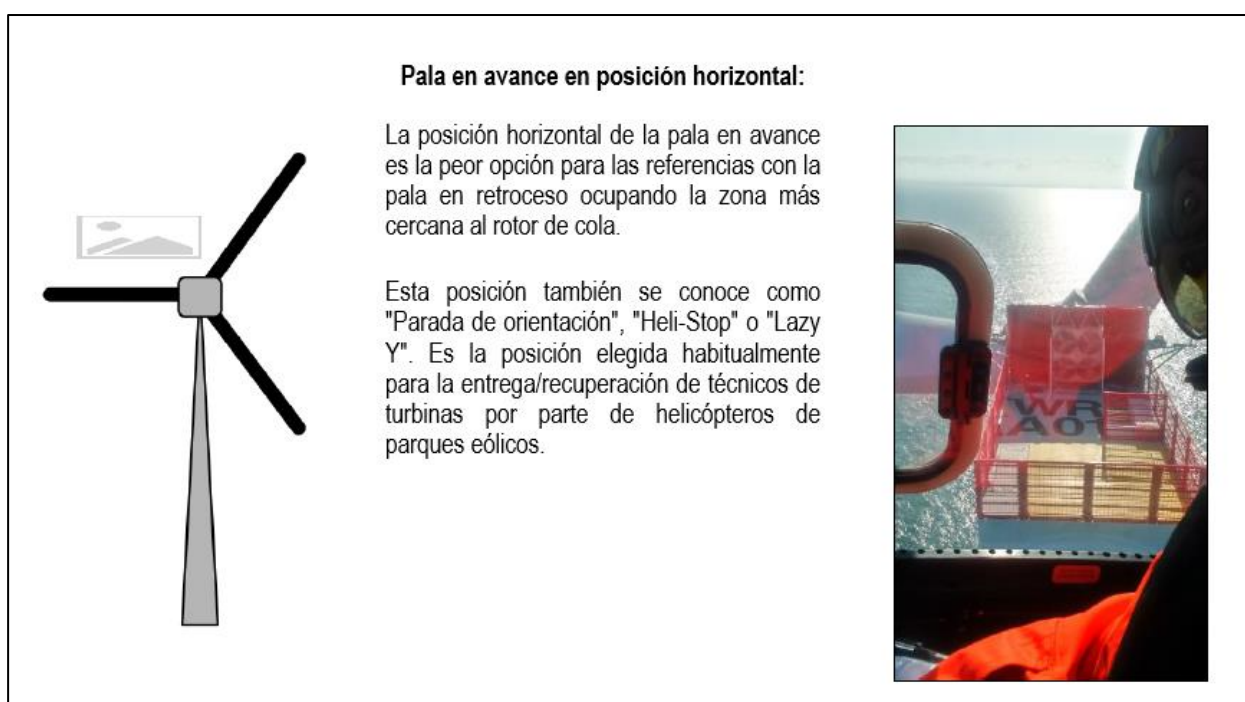 Pala en avance en posición horizontal:
La posición horizontal de la pala en avance
es la peor opción para las referencias con la
pala en retroceso ocupando la zona más
cercana al rotor de cola.
Esta posición también se conoce como
"Parada de orientación", "Heli-Stop" o "Lazy
Y". Es la posición elegida habitualmente
para la entrega/recuperación de técnicos de
turbinas por parte de helicópteros de
parques eólicos.
WR